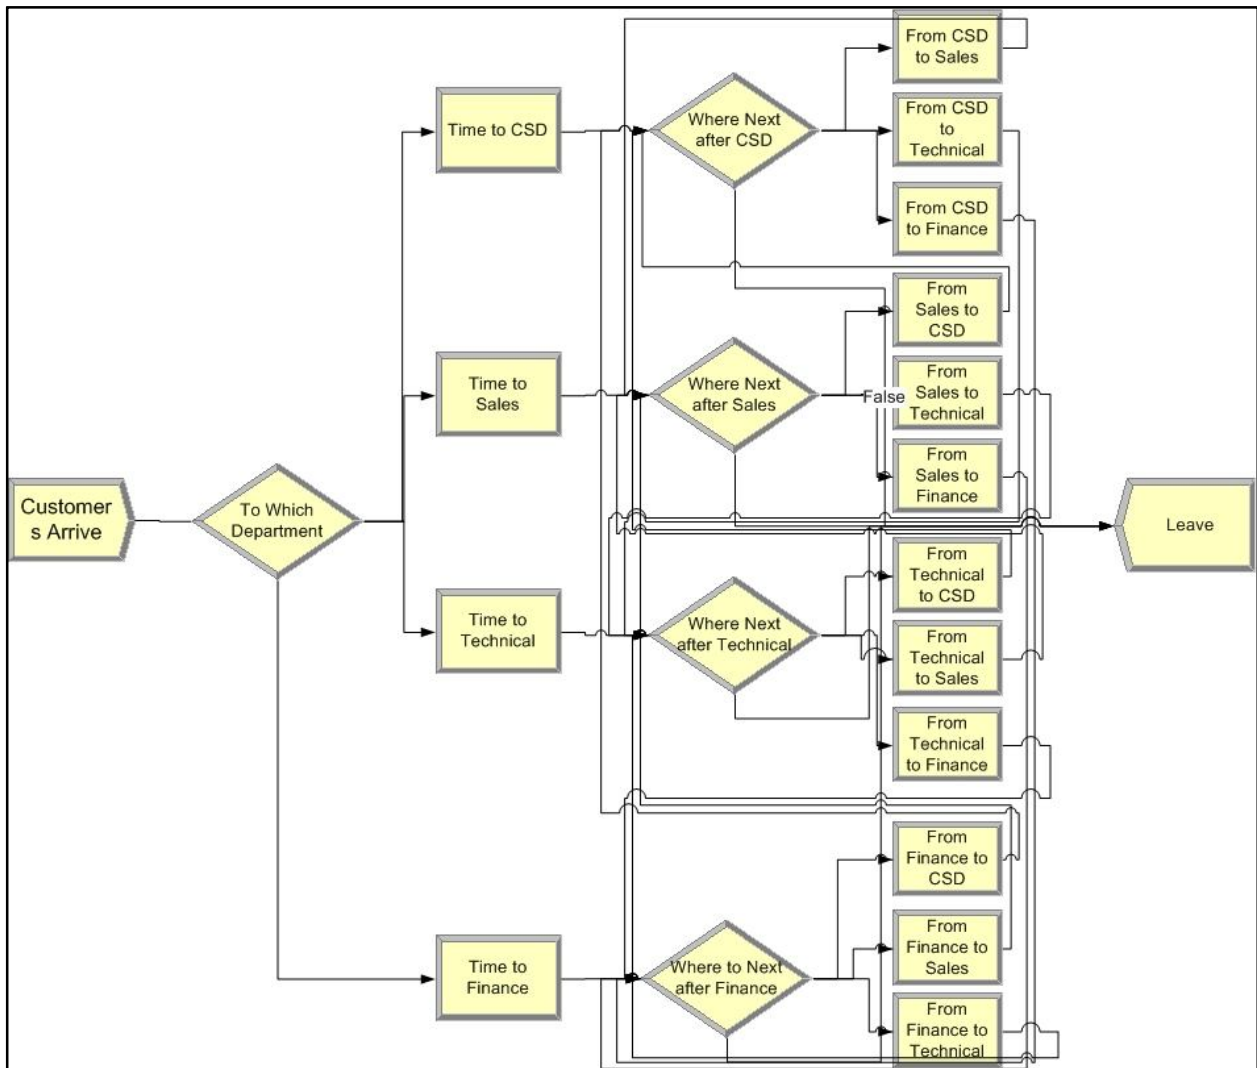 Customer
s Arrive
To Which
Department
Time to CSD
Time to
Sales
Time to
Technical
Time to
Finance
Where Next
after CSD
Where Next
after Sales
False
Where Next
after Technical
Where to Next
after Finance
From CSD
to Sales
From CSD
to
Technical
From CSD
to Finance
From
Sales to
CSD
From
Sales to
Technical
From
Sales to
Finance
From
Technical
to CSD
From
Technical
to Sales
From
Technical
to Finance
From
Finance to
CSD
From
Finance to
Sales
From
Finance to
Technical
Leave